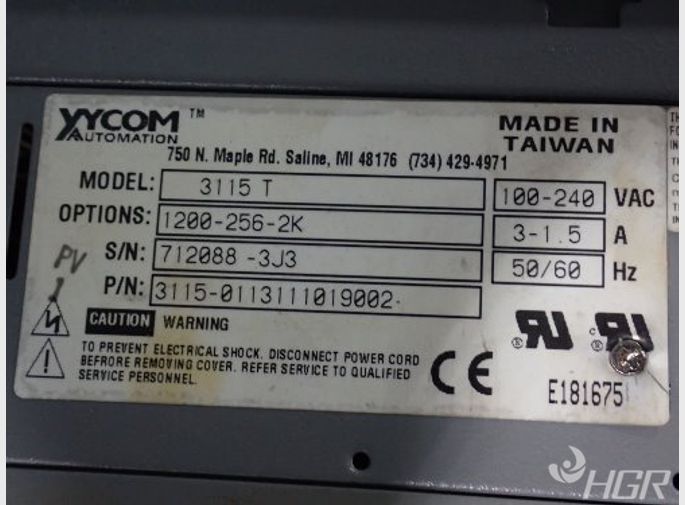 XYCOM ™
AUTOMATION
750 N. Maple Rd. Saline, MI 48176 (734) 429-4971
MADE IN
TAIWAN
MODEL: 3115 T
OPTIONS: 1200-256-2K
S/N: 712088 -3J3
P/N: 3115-0113111019002
100-240 VAC
3-1.5 A
50/60 Hz
PV
1
CAUTION WARNING
TO PREVENT ELECTRICAL SHOCK. DISCONNECT POWER CORD
BEFRORE REMOVING COVER. REFER SERVICE TO QUALIFIED
SERVICE PERSONNEL.
CE
E181675
HGR